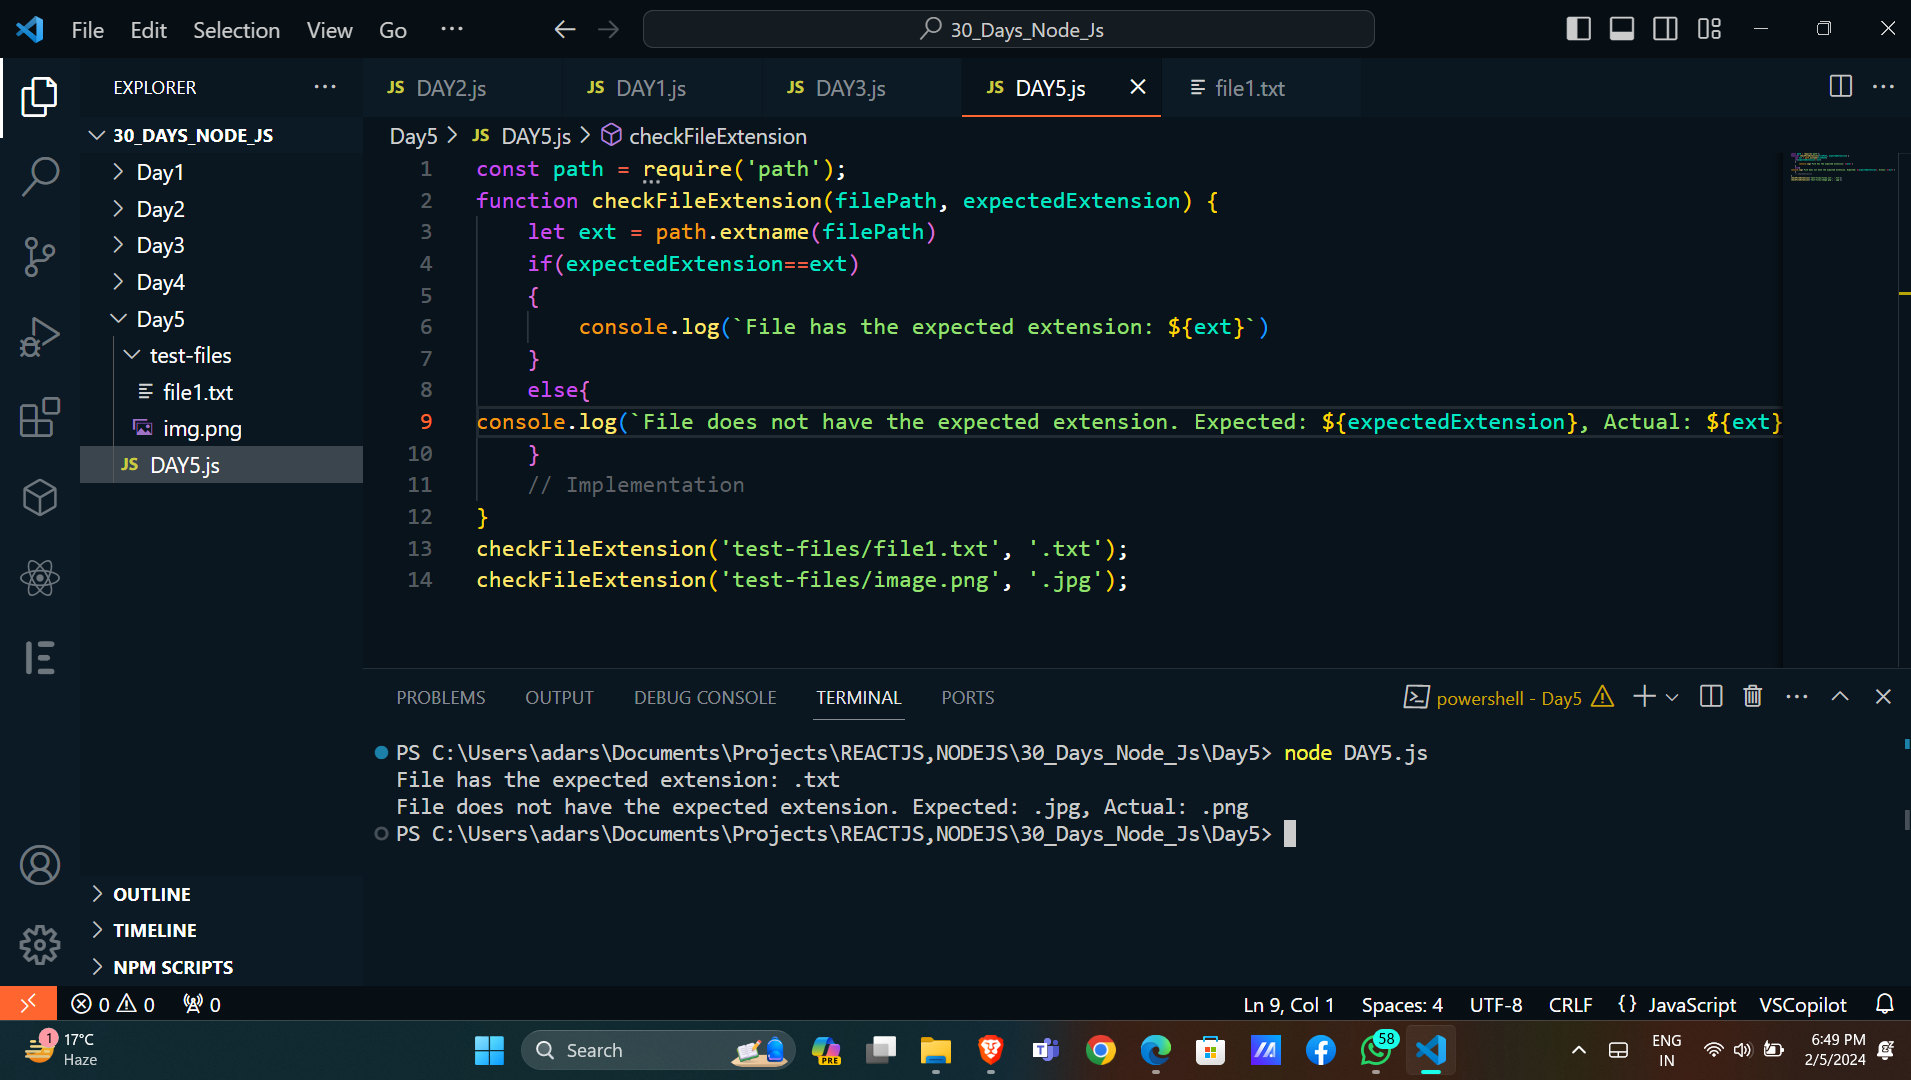 File Edit Selection View Go ···
30_Days_Node_Js
EXPLORER ···
30_DAYS_NODE_JS
Day1
Day2
Day3
Day4
Day5
test-files
file1.txt
img.png
JS DAY5.js
OUTLINE
TIMELINE
NPM SCRIPTS
JS DAY2.js JS DAY1.js JS DAY3.js JS DAY5.js file1.txt ···
Day5 > JS DAY5.js > checkFileExtension
1 const path = require('path');
2 function checkFileExtension(filePath, expectedExtension) {
3 let ext = path.extname(filePath)
4 if(expectedExtension==ext)
5 {
6 console.log(`File has the expected extension: ${ext}`)
7 }
8 else{
9 console.log(`File does not have the expected extension. Expected: ${expectedExtension}, Actual: ${ext}
10 }
11 // Implementation
12 }
13 checkFileExtension('test-files/file1.txt', '.txt');
14 checkFileExtension('test-files/image.png', '.jpg');
PROBLEMS OUTPUT DEBUG CONSOLE TERMINAL PORTS powershell - Day5 ···
PS C:\Users\adars\Documents\Projects\REACTJS,NODEJS\30_Days_Node_Js\Day5> node DAY5.js
File has the expected extension: .txt
File does not have the expected extension. Expected: .jpg, Actual: .png
PS C:\Users\adars\Documents\Projects\REACTJS,NODEJS\30_Days_Node_Js\Day5>
0 0 0 Ln 9, Col 1 Spaces: 4 UTF-8 CRLF {} JavaScript VSCopilot
1 17°C
Haze
Search
PRE
58
ENG
IN
6:49 PM
2/5/2024